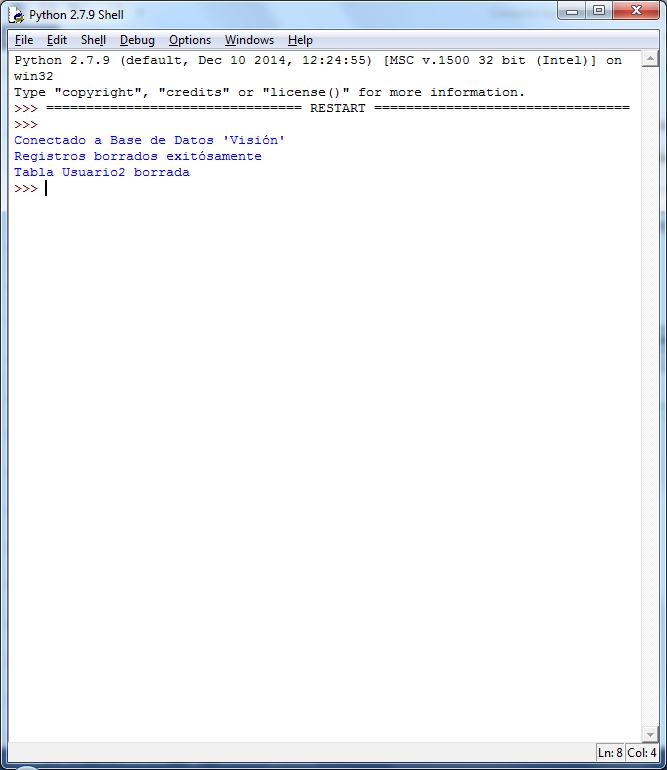 Python 2.7.9 Shell
File Edit Shell Debug Options Windows Help
Python 2.7.9 (default, Dec 10 2014, 12:24:55) [MSC v.1500 32 bit (Intel)] on
win32
Type "copyright", "credits" or "license()" for more information.
>>> ================================ RESTART ================================
>>>
Conectado a Base de Datos 'Visión'
Registros borrados exitósamente
Tabla Usuario2 borrada
>>>
Ln: 8 Col: 4